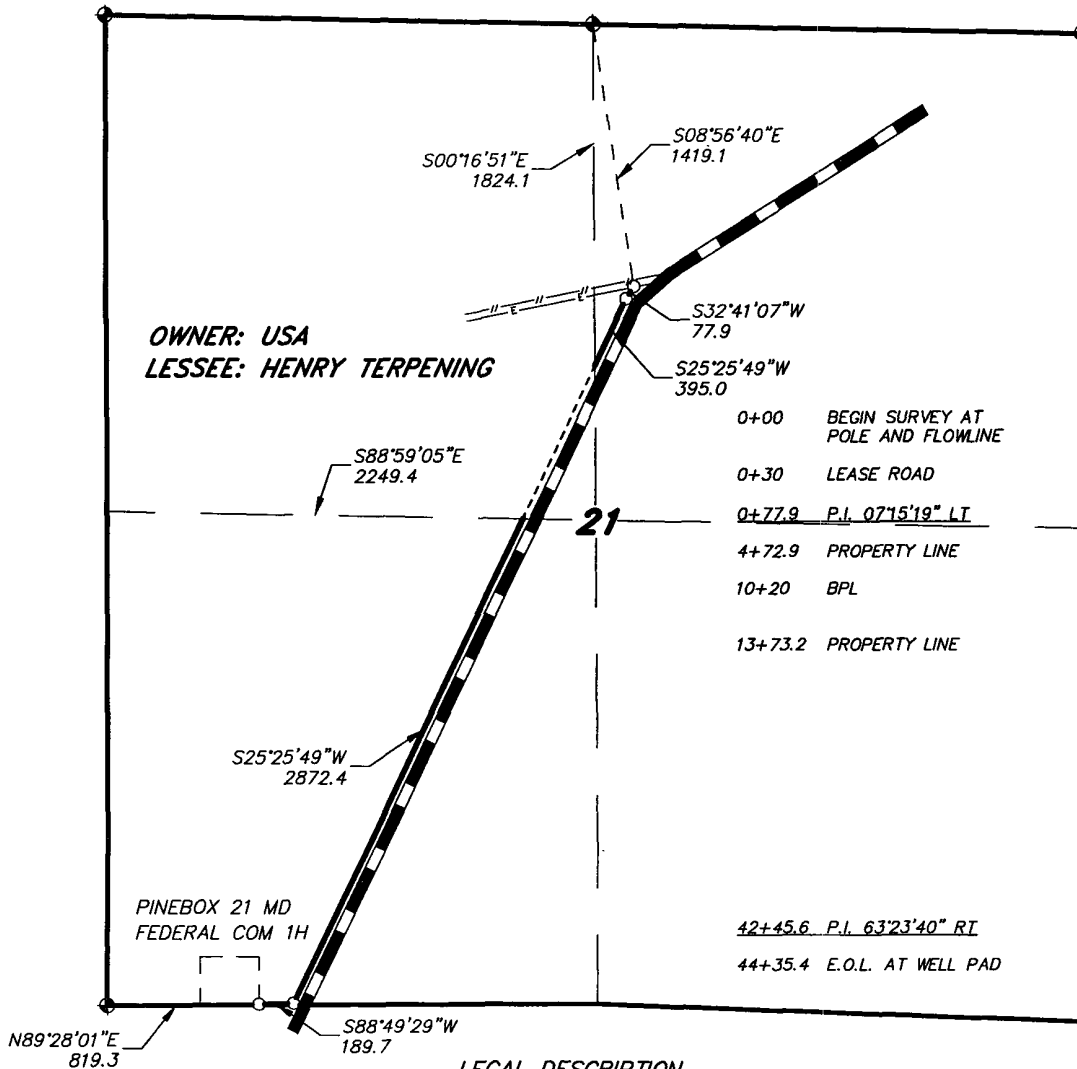 S00°16'51"E
1824.1
S08°56'40"E
1419.1
S32°41'07"W
77.9
S25°25'49"W
395.0
E
E
OWNER: USA
LESSEE: HENRY TERPENING
S88°59'05"E
2249.4
21
0+00 BEGIN SURVEY AT
POLE AND FLOWLINE
0+30 LEASE ROAD
0+77.9 P.I. 07°15'19" LT
4+72.9 PROPERTY LINE
10+20 BPL
13+73.2 PROPERTY LINE
S25°25'49"W
2872.4
PINEBOX 21 MD
FEDERAL COM 1H
42+45.6 P.I. 63°23'40" RT
44+35.4 E.O.L. AT WELL PAD
N89°28'01"E
819.3
S88°49'29"W
189.7
LEGAL DESCRIPTION